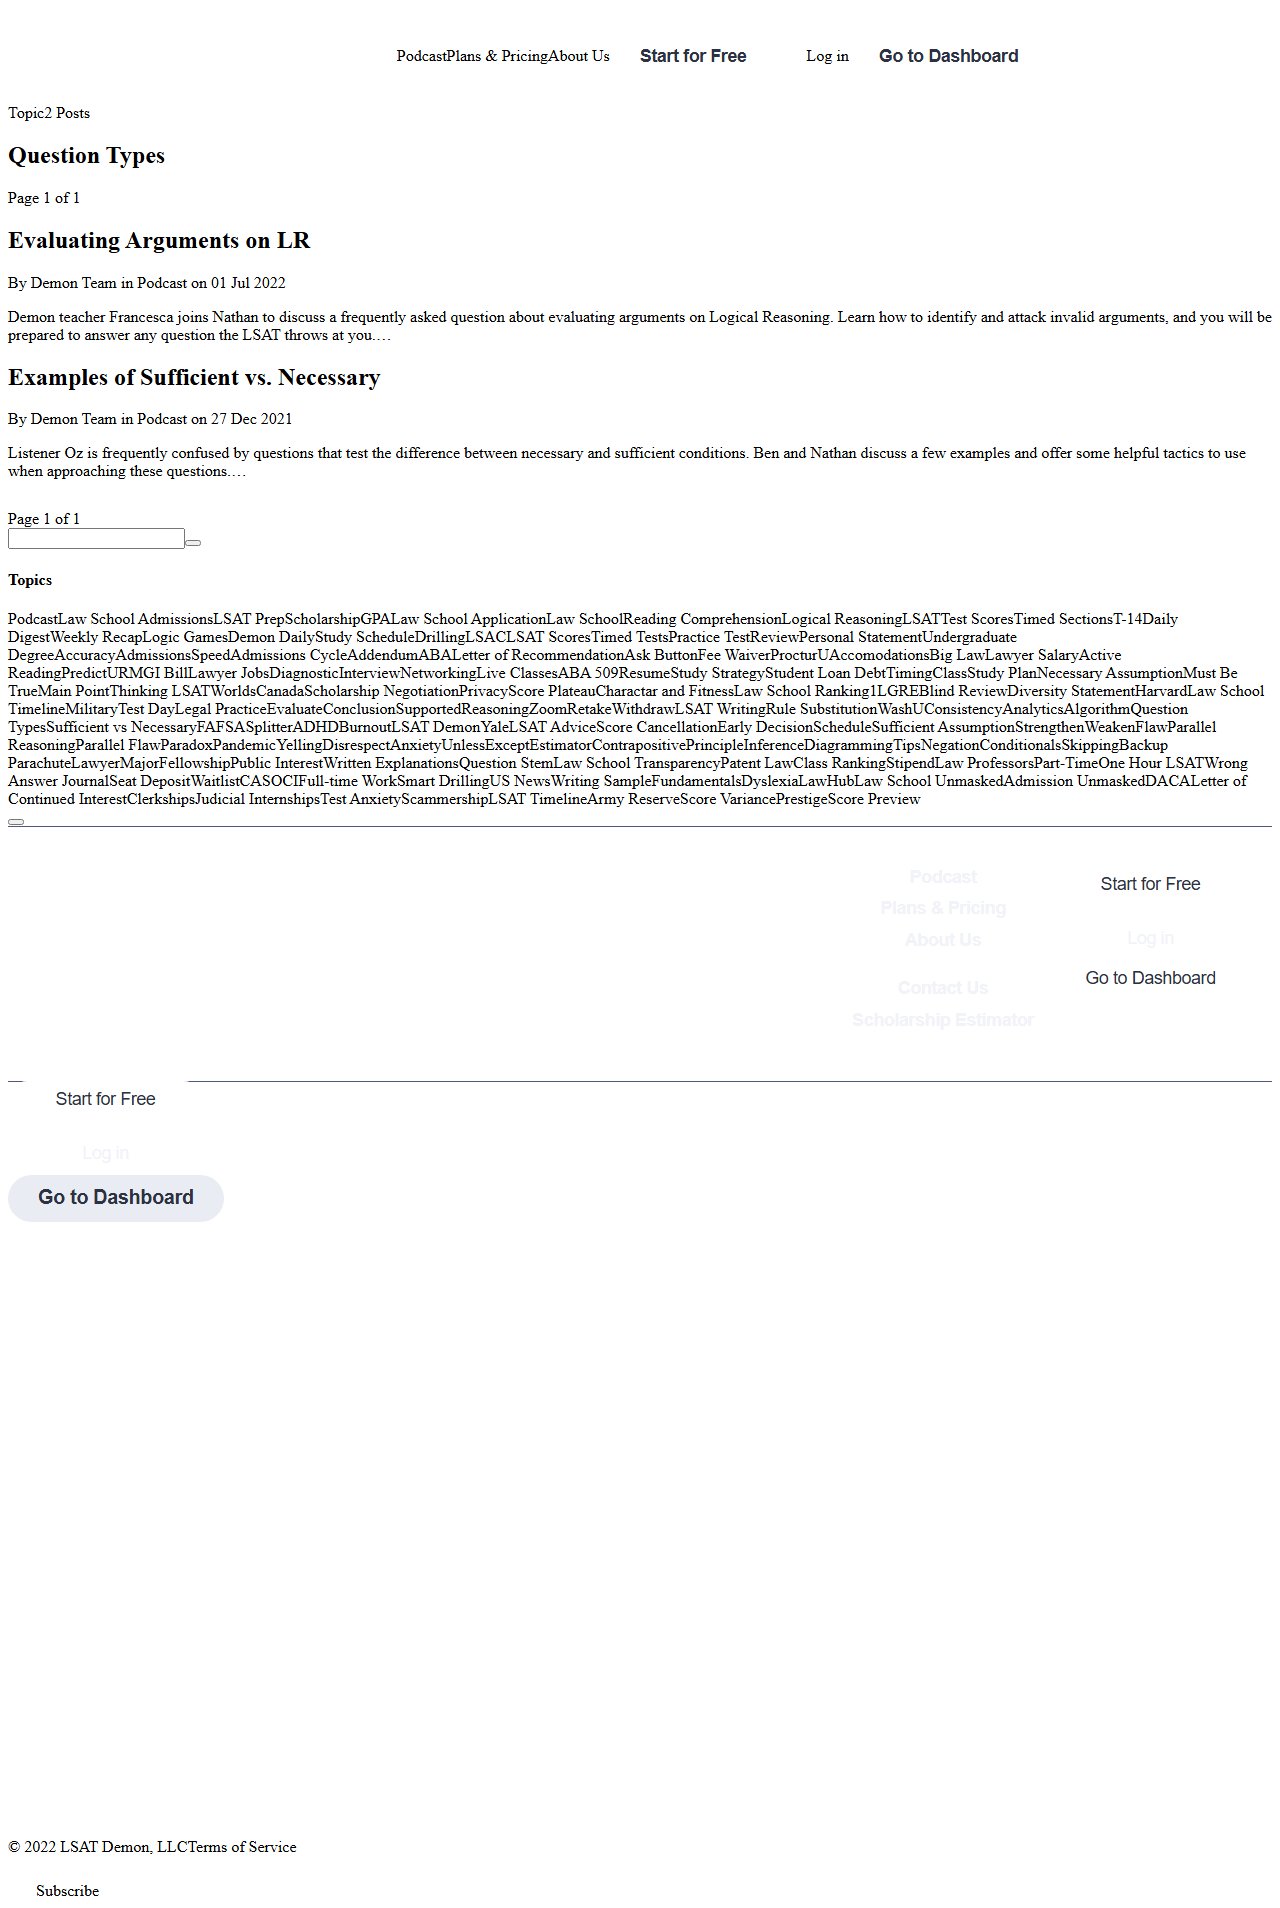 PodcastPlans & PricingAbout Us Start for Free Log in Go to Dashboard
Topic2 Posts
Question Types
Page 1 of 1
Evaluating Arguments on LR
By Demon Team in Podcast on 01 Jul 2022
Demon teacher Francesca joins Nathan to discuss a frequently asked question about evaluating arguments on Logical Reasoning. Learn how to identify and attack invalid arguments, and you will be
prepared to answer any question the LSAT throws at you.…
Examples of Sufficient vs. Necessary
By Demon Team in Podcast on 27 Dec 2021
Listener Oz is frequently confused by questions that test the difference between necessary and sufficient conditions. Ben and Nathan discuss a few examples and offer some helpful tactics to use
when approaching these questions.…
Page 1 of 1
Topics
PodcastLaw School AdmissionsLSAT PrepScholarshipGPALaw School ApplicationLaw SchoolReading ComprehensionLogical ReasoningLSATTest ScoresTimed SectionsT-14Daily
DigestWeekly RecapLogic GamesDemon DailyStudy ScheduleDrillingLSACLSAT ScoresTimed TestsPractice TestReviewPersonal StatementUndergraduate
DegreeAccuracyAdmissionsSpeedAdmissions CycleAddendumABALetter of RecommendationAsk ButtonFee WaiverProcturUAccomodationsBig LawLawyer SalaryActive
ReadingPredictURMGI BillLawyer JobsDiagnosticInterviewNetworkingLive ClassesABA 509ResumeStudy StrategyStudent Loan DebtTimingClassStudy PlanNecessary AssumptionMust Be
TrueMain PointThinking LSATWorldsCanadaScholarship NegotiationPrivacyScore PlateauCharactar and FitnessLaw School Ranking1LGREBlind ReviewDiversity StatementHarvardLaw School
TimelineMilitaryTest DayLegal PracticeEvaluateConclusionSupportedReasoningZoomRetakeWithdrawLSAT WritingRule SubstitutionWashUConsistencyAnalyticsAlgorithmQuestion
TypesSufficient vs NecessaryFAFSASplitterADHDBurnoutLSAT DemonYaleLSAT AdviceScore CancellationEarly DecisionScheduleSufficient AssumptionStrengthenWeakenFlawParallel
ReasoningParallel FlawParadoxPandemicYellingDisrespectAnxietyUnlessExceptEstimatorContrapositivePrincipleInferenceDiagrammingTipsNegationConditionalsSkippingBackup
ParachuteLawyerMajorFellowshipPublic InterestWritten ExplanationsQuestion StemLaw School TransparencyPatent LawClass RankingStipendLaw ProfessorsPart-TimeOne Hour LSATWrong
Answer JournalSeat DepositWaitlistCASOCIFull-time WorkSmart DrillingUS NewsWriting SampleFundamentalsDyslexiaLawHubLaw School UnmaskedAdmission UnmaskedDACALetter of
Continued InterestClerkshipsJudicial InternshipsTest AnxietyScammershipLSAT TimelineArmy ReserveScore VariancePrestigeScore Preview
Podcast
Plans & Pricing
About Us
Contact Us
Scholarship Estimator
Start for Free
Log in
Go to Dashboard
Start for Free
Log in
Go to Dashboard
© 2022 LSAT Demon, LLCTerms of Service
Subscribe